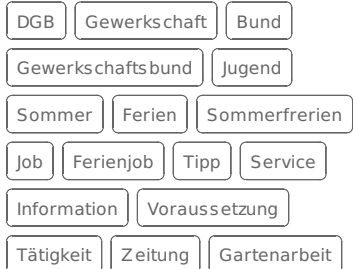 DGB Gewerkschaft Bund
Gewerkschaftsbund Jugend
Sommer Ferien Sommerfrerien
Job Ferienjob Tipp Service
Information Voraussetzung
Tätigkeit Zeitung Gartenarbeit